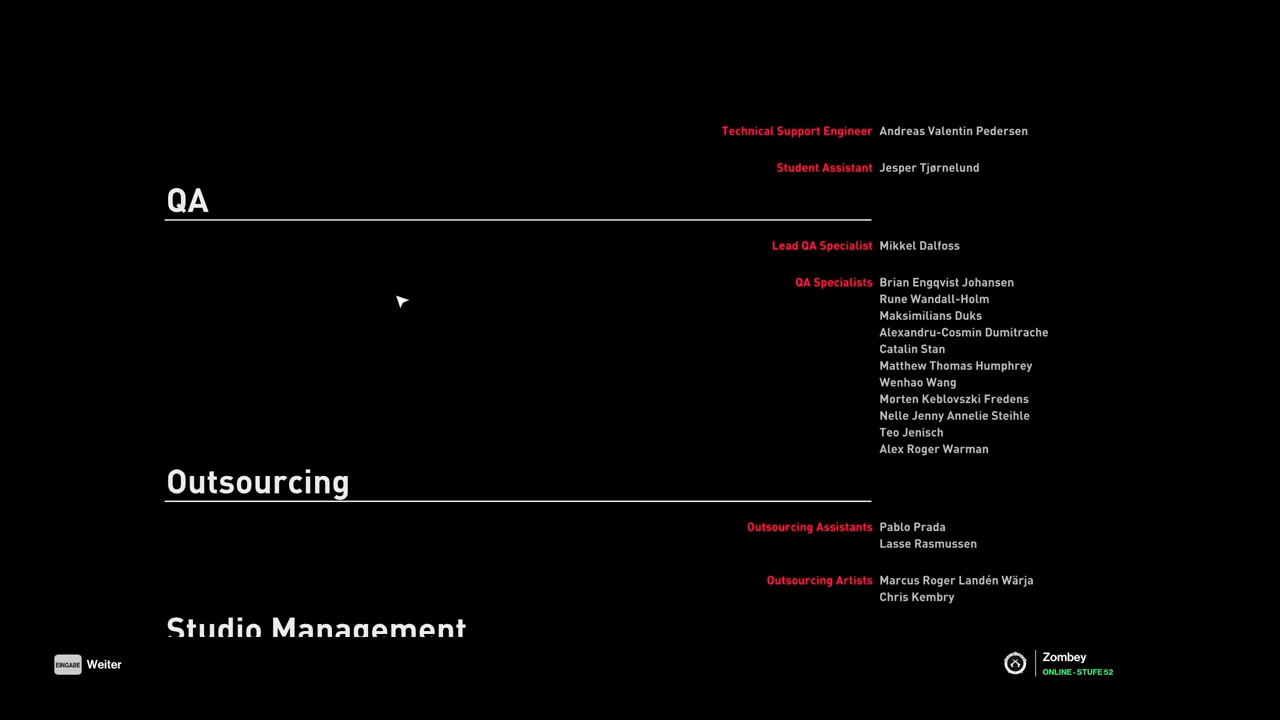 Technical Support Engineer Andreas Valentin Pedersen
Student Assistant Jesper Tjørnelund
QA
Lead QA Specialist Mikkel Dalfoss
QA Specialists Brian Engqvist Johansen
Rune Wandall-Holm
Maksimilians Duks
Alexandru-Cosmin Dumitrache
Catalin Stan
Matthew Thomas Humphrey
Wenhao Wang
Morten Keblovszki Fredens
Nelle Jenny Annelie Steihle
Teo Jenisch
Alex Roger Warman
Outsourcing
Outsourcing Assistants Pablo Prada
Lasse Rasmussen
Outsourcing Artists Marcus Roger Landén Wärja
Chris Kembry
Studio Management
EINGABE Weiter
Zombey
ONLINE - STUFE 52